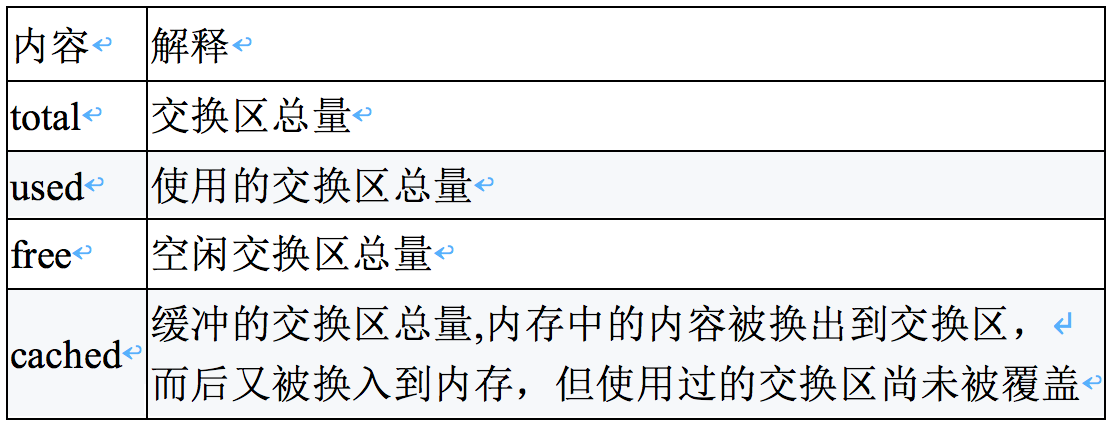 内容 解释
total 交换区总量
used 使用的交换区总量
free 空闲交换区总量
cached 缓冲的交换区总量,内存中的内容被换出到交换区，
而后又被换入到内存，但使用过的交换区尚未被覆盖